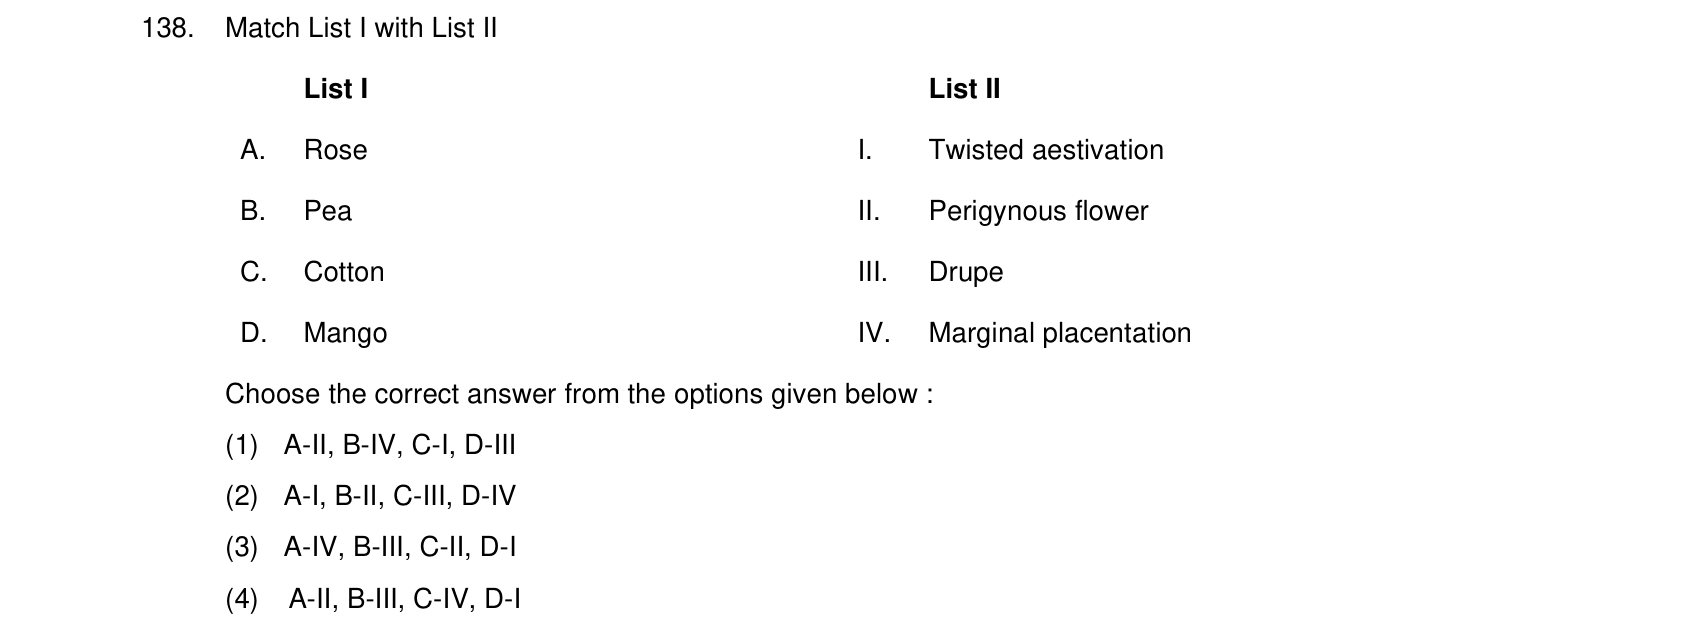 138. Match List I with List II
List I List II
A. Rose I. Twisted aestivation
B. Pea II. Perigynous flower
C. Cotton III. Drupe
D. Mango IV. Marginal placentation
Choose the correct answer from the options given below :
(1) A-II, B-IV, C-I, D-III
(2) A-I, B-II, C-III, D-IV
(3) A-IV, B-III, C-II, D-I
(4) A-II, B-III, C-IV, D-I